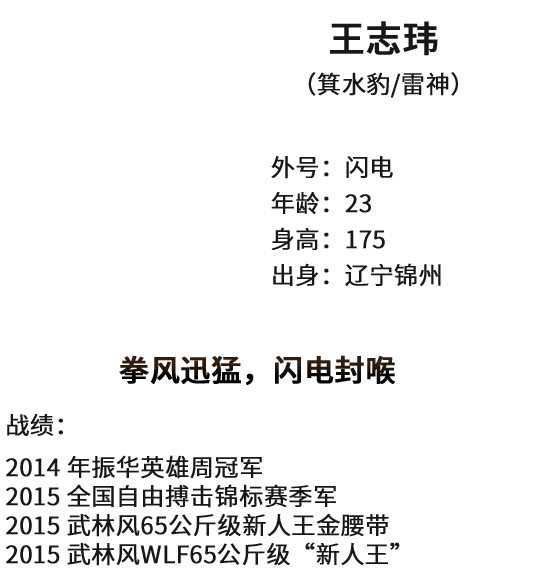 王志玮
（箕水豹/雷神）
外号：闪电
年龄：23
身高：175
出身：辽宁锦州
拳风迅猛，闪电封喉
战绩：
2014 年振华英雄周冠军
2015 全国自由搏击锦标赛季军
2015 武林风65公斤级新人王金腰带
2015 武林风WLF65公斤级“新人王”